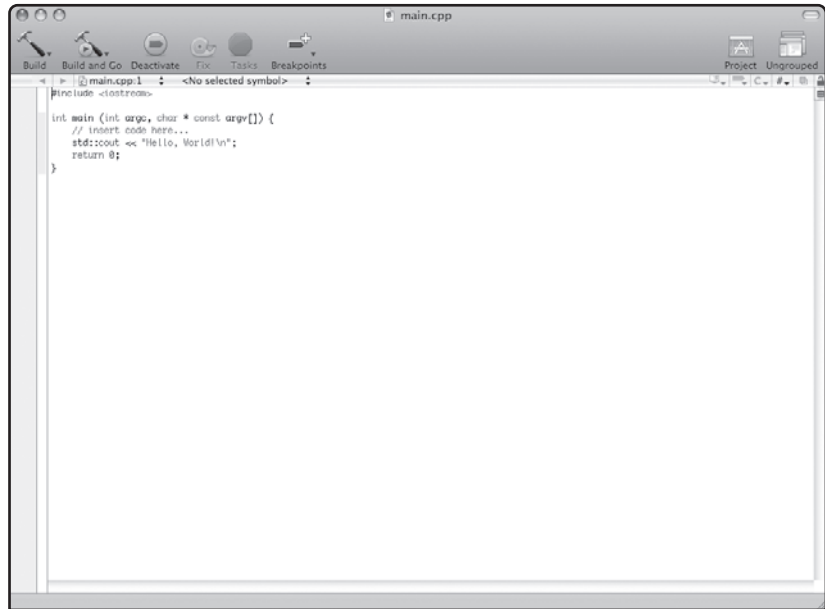 main.cpp
Build Build and Go Deactivate Fix Tasks Breakpoints Project Ungrouped
main.cpp:1 <No selected symbol> C #
#include <iostream>
int main (int argc, char * const argv[]) {
// insert code here...
std::cout << "Hello, World!\n";
return 0;
}